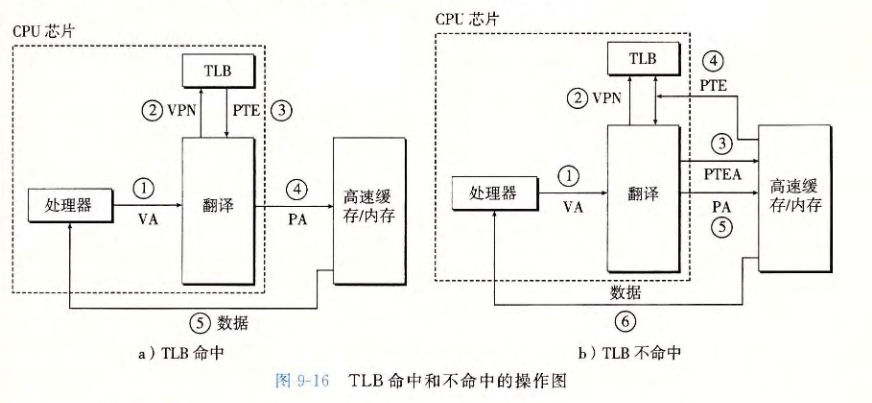 CPU 芯片
TLB
② VPN
PTE ③
处理器
①
VA
翻译
④
PA
高速缓
存/内存
⑤ 数据
a）TLB 命中
CPU 芯片
TLB
② VPN
④
PTE
处理器
①
VA
翻译
③
PTEA
PA
⑤
高速缓
存/内存
数据
⑥
b）TLB 不命中
图 9-16 TLB 命中和不命中的操作图